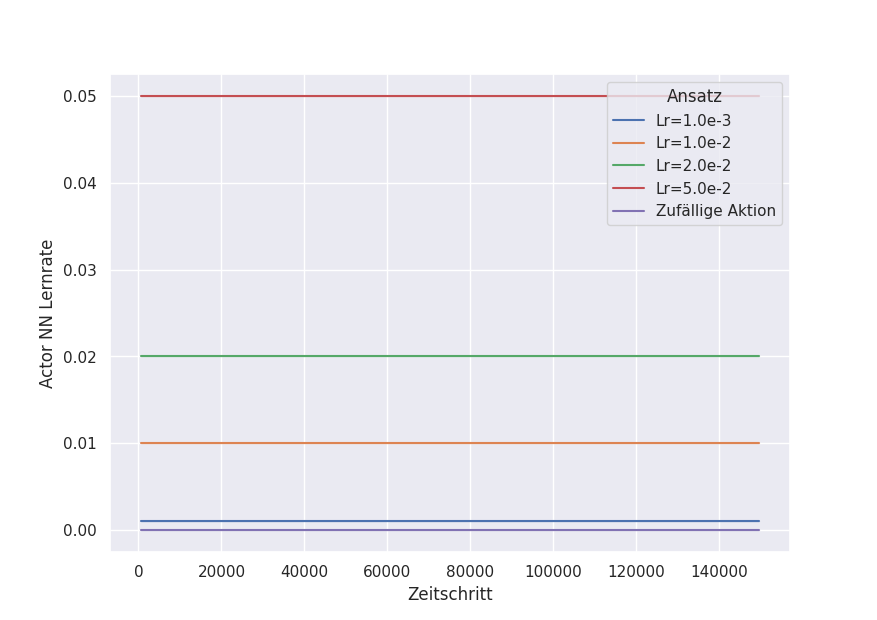 Ansatz
Lr=1.0e-3
Lr=1.0e-2
Lr=2.0e-2
Lr=5.0e-2
Zufällige Aktion
Actor NN Lernrate
0.05
0.04
0.03
0.02
0.01
0.00
0 20000 40000 60000 80000 100000 120000 140000
Zeitschritt